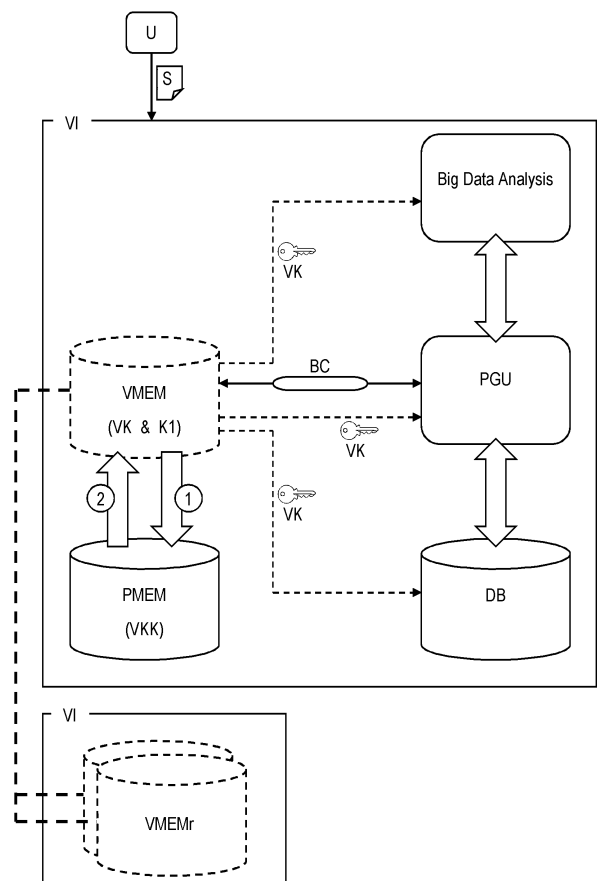 U
S
VI
Big Data Analysis
VK
BC
PGU
VMEM
(VK & K1)
VK
2
1
VK
PMEM
(VKK)
DB
VI
VMEMr